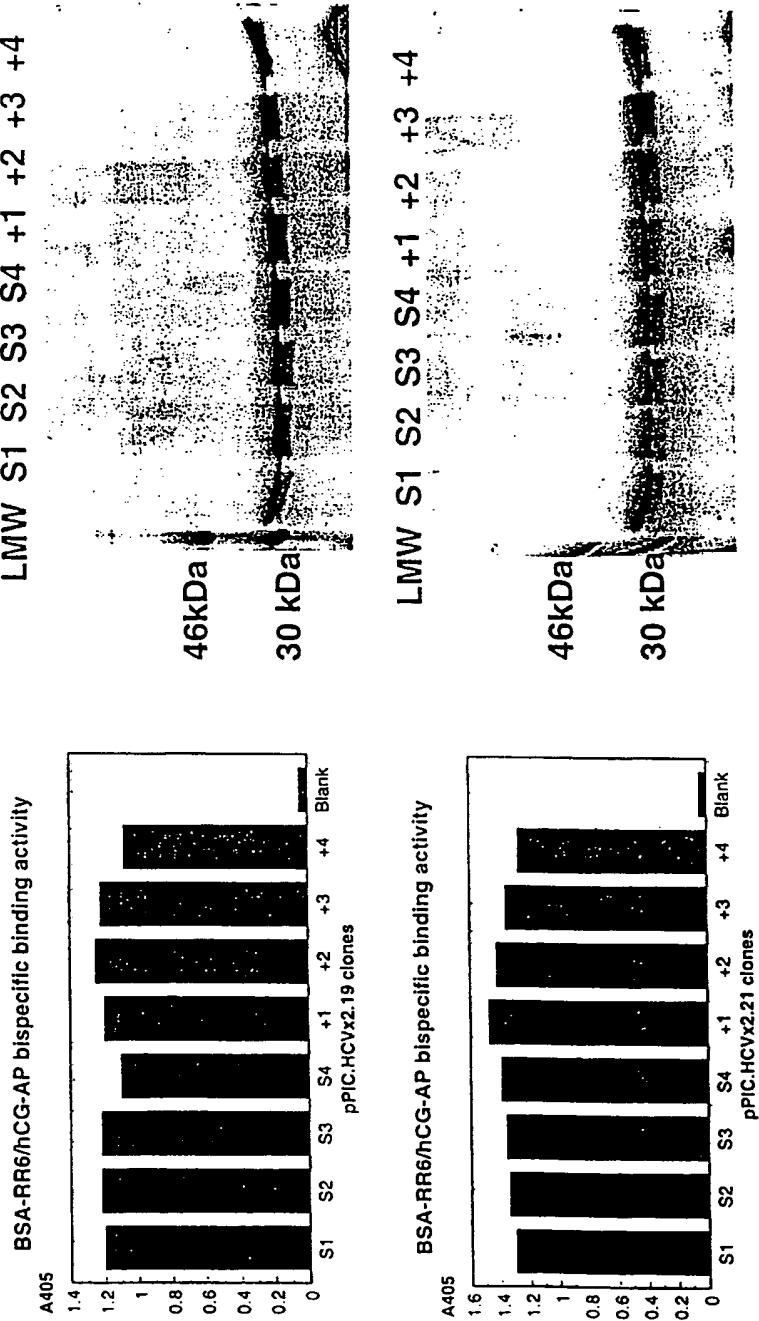 BSA-RR6/hCG-AP bispecific binding activity
A405
1.4
1.2
1
0.8
0.6
0.4
0.2
0
S1 S2 S3 S4 +1 +2 +3 +4 Blank
pPIC.HCVx2.19 clones
LMW S1 S2 S3 S4 +1 +2 +3 +4
46kDa
30 kDa
BSA-RR6/hCG-AP bispecific binding activity
A405
1.6
1.4
1.2
1
0.8
0.6
0.4
0.2
0
S1 S2 S3 S4 +1 +2 +3 +4 Blank
pPIC.HCVx2.21 clones
LMW S1 S2 S3 S4 +1 +2 +3 +4
46kDa
30 kDa